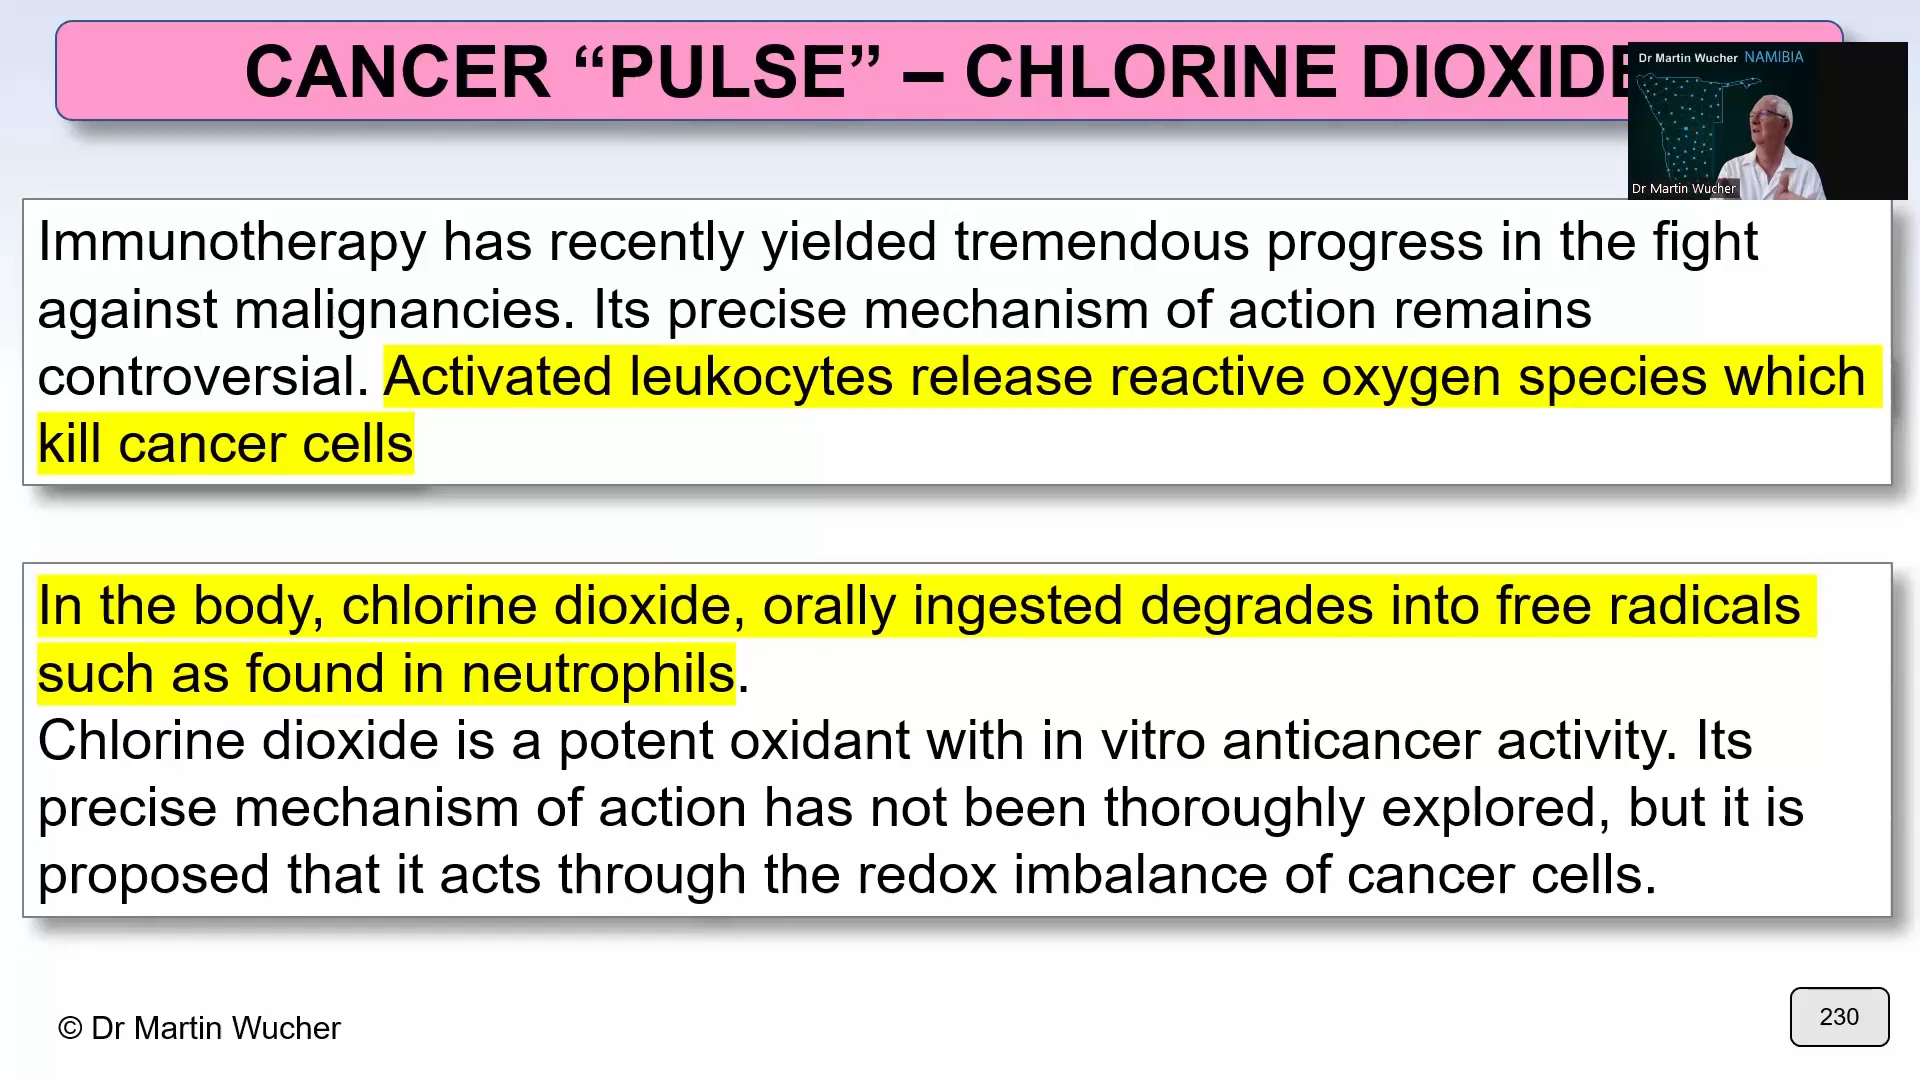 CANCER “PULSE” – CHLORINE DIOXIDE
Dr Martin Wucher NAMIBIA
Dr Martin Wucher
Immunotherapy has recently yielded tremendous progress in the fight
against malignancies. Its precise mechanism of action remains
controversial. Activated leukocytes release reactive oxygen species which
kill cancer cells
In the body, chlorine dioxide, orally ingested degrades into free radicals
such as found in neutrophils.
Chlorine dioxide is a potent oxidant with in vitro anticancer activity. Its
precise mechanism of action has not been thoroughly explored, but it is
proposed that it acts through the redox imbalance of cancer cells.
© Dr Martin Wucher
230